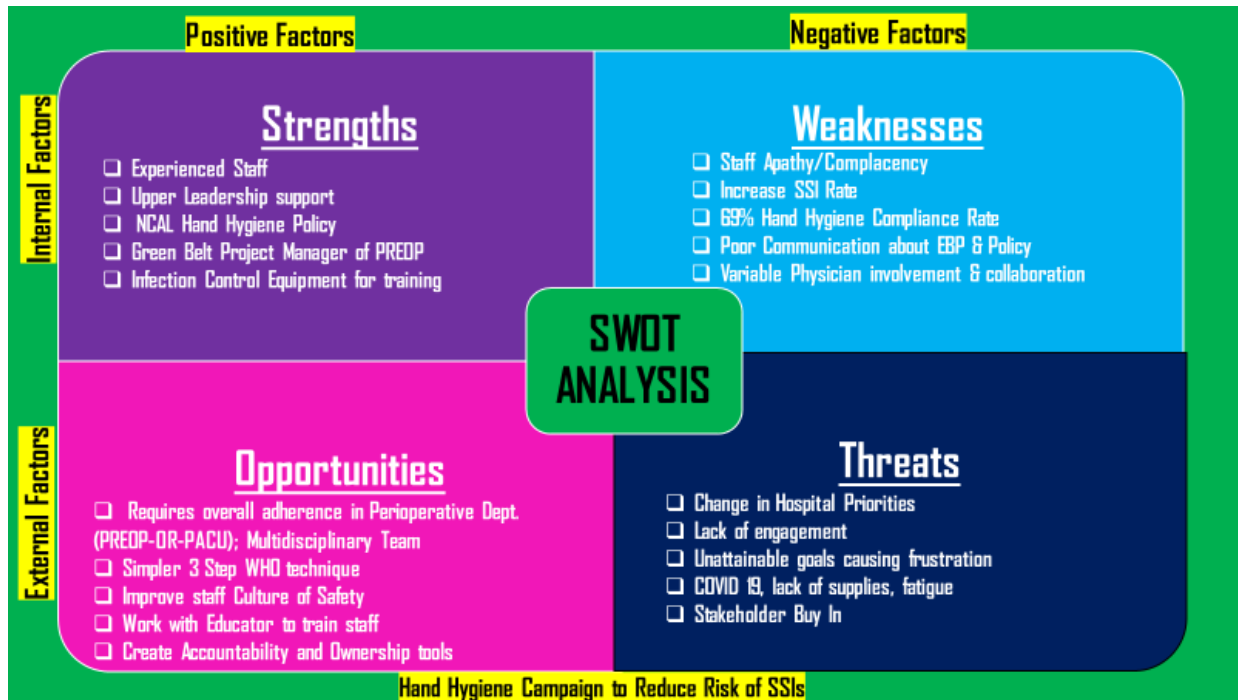 Positive Factors
Negative Factors
Internal Factors
Strengths
❑ Experienced Staff
❑ Upper Leadership support
❑ NCAL Hand Hygiene Policy
❑ Green Belt Project Manager of PREOP
❑ Infection Control Equipment for training
Weaknesses
❑ Staff Apathy/Complacency
❑ Increase SSI Rate
❑ 69% Hand Hygiene Compliance Rate
❑ Poor Communication about EBP & Policy
❑ Variable Physician involvement & collaboration
SWOT
ANALYSIS
External Factors
Opportunities
❑ Requires overall adherence in Perioperative Dept.
(PREOP-OR-PACU); Multidisciplinary Team
❑ Simpler 3 Step WHO technique
❑ Improve staff Culture of Safety
❑ Work with Educator to train staff
❑ Create Accountability and Ownership tools
Threats
❑ Change in Hospital Priorities
❑ Lack of engagement
❑ Unattainable goals causing frustration
❑ COVID 19, lack of supplies, fatigue
❑ Stakeholder Buy In
Hand Hygiene Campaign to Reduce Risk of SSIs